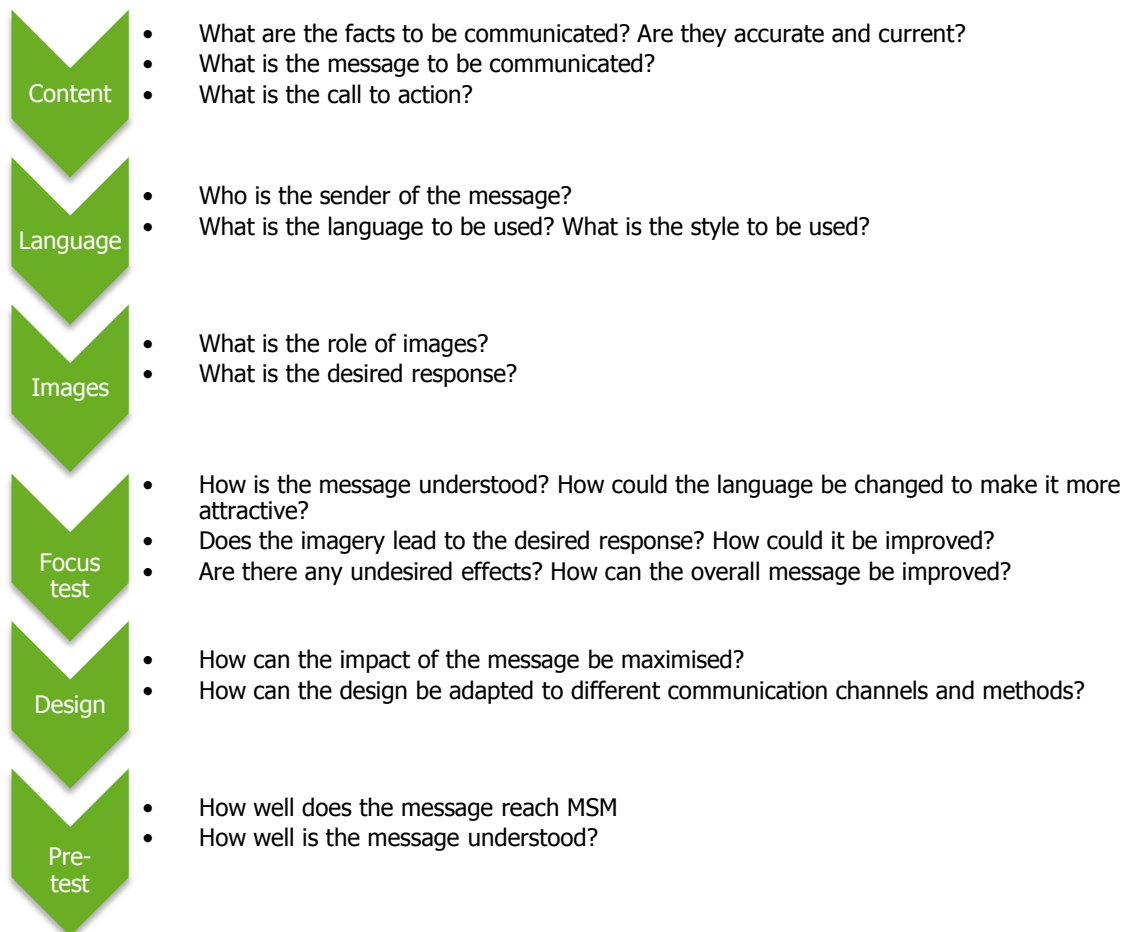 Content
• What are the facts to be communicated? Are they accurate and current?
• What is the message to be communicated?
• What is the call to action?
Language
• Who is the sender of the message?
• What is the language to be used? What is the style to be used?
Images
• What is the role of images?
• What is the desired response?
Focus
test
• How is the message understood? How could the language be changed to make it more
attractive?
• Does the imagery lead to the desired response? How could it be improved?
• Are there any undesired effects? How can the overall message be improved?
Design
• How can the impact of the message be maximised?
• How can the design be adapted to different communication channels and methods?
Pre-
test
• How well does the message reach MSM
• How well is the message understood?